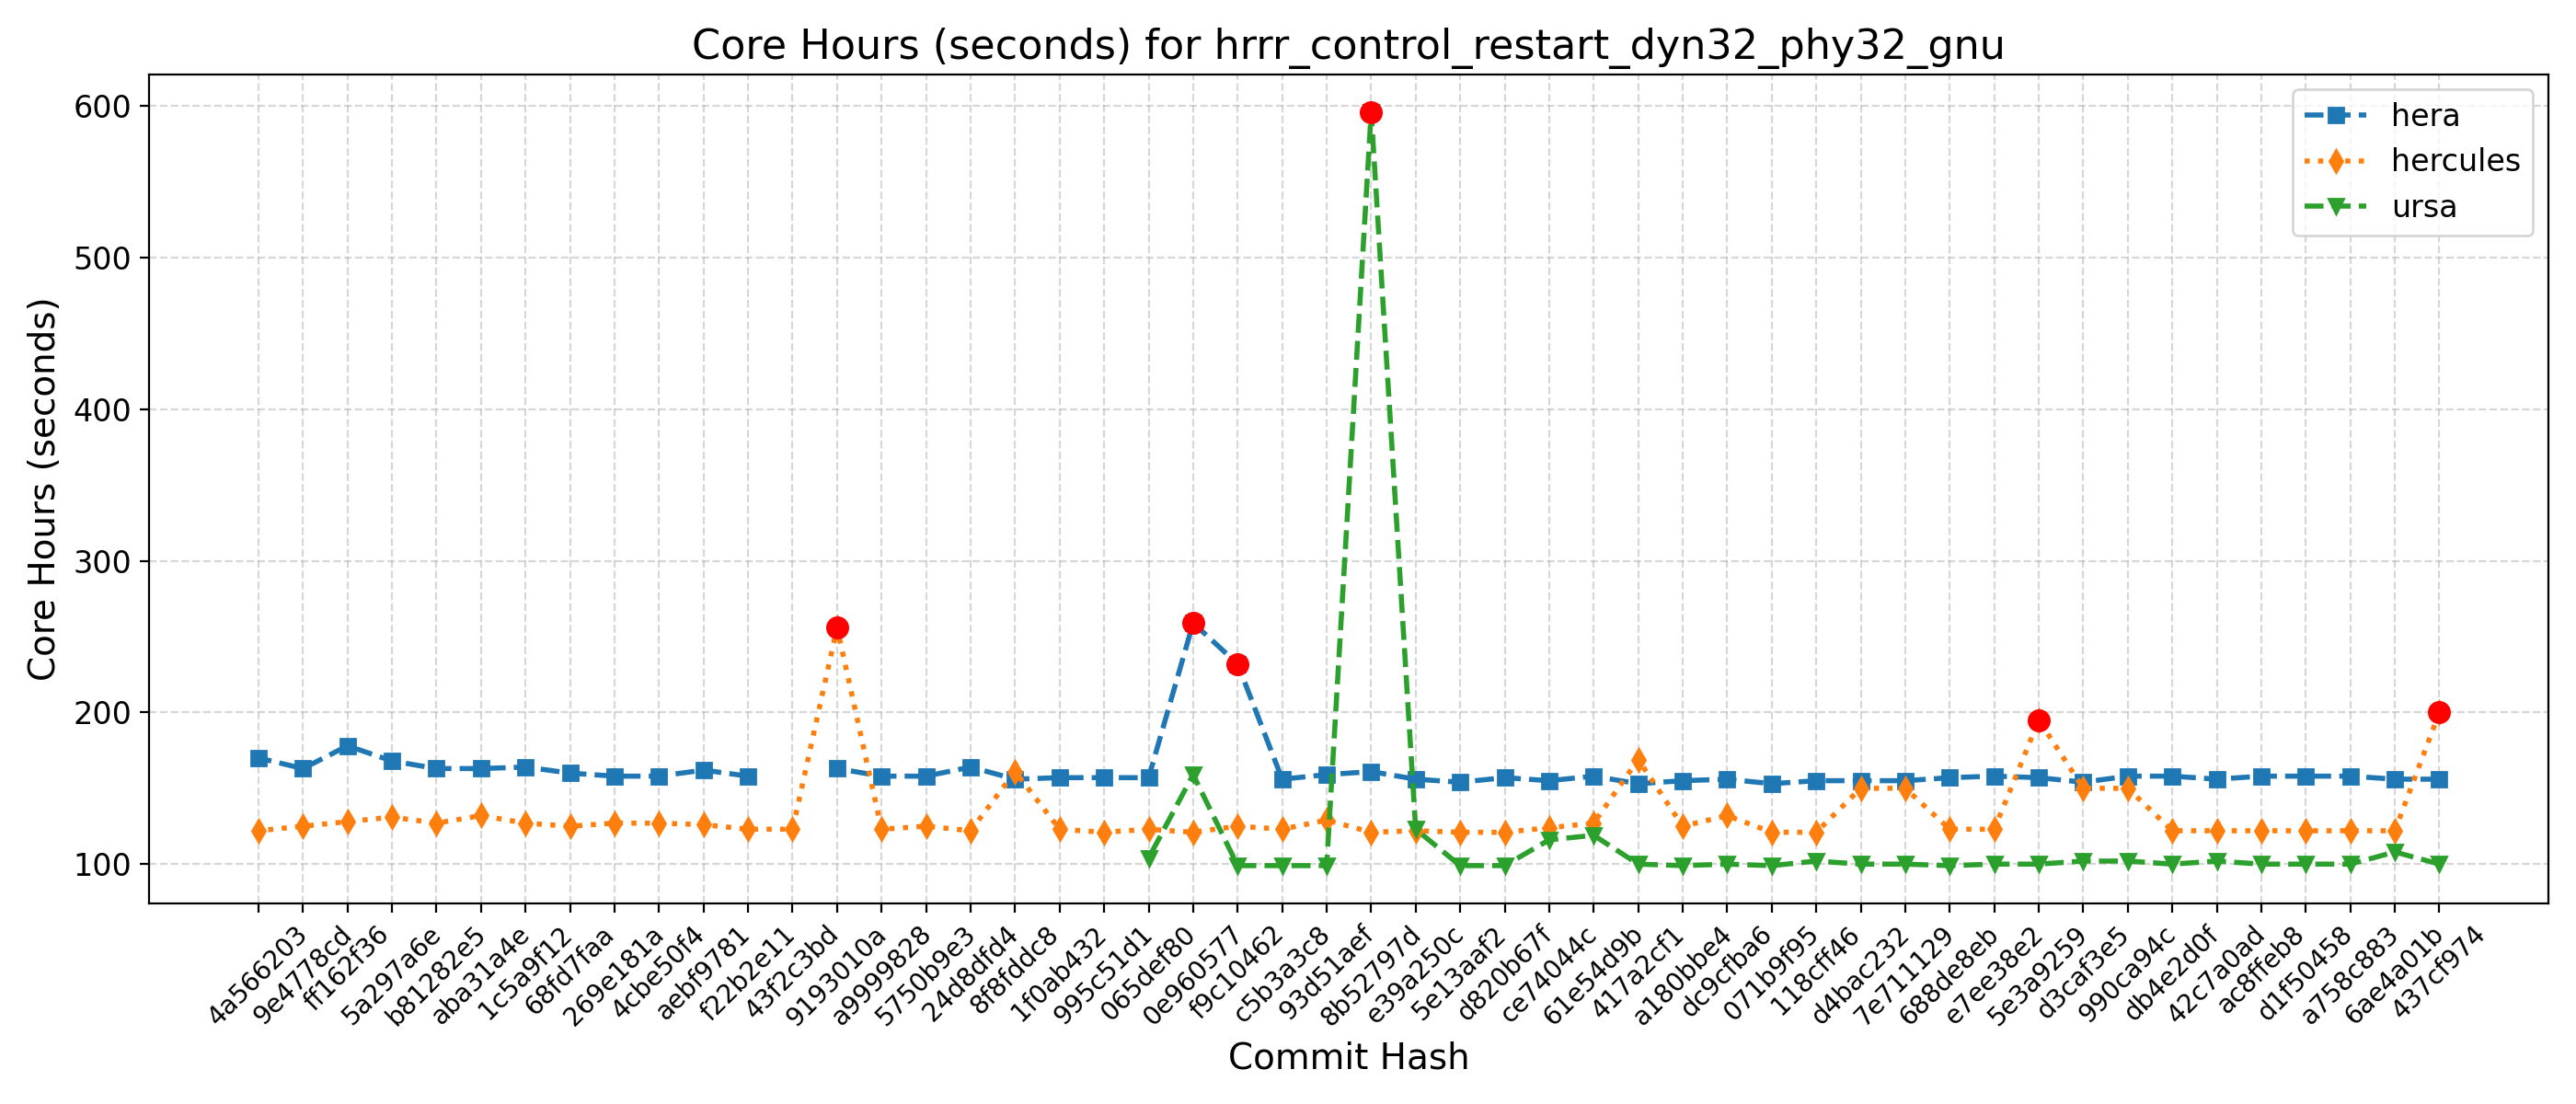 Core Hours (seconds) for hrrr_control_restart_dyn32_phy32_gnu
Core Hours (seconds)
600
500
400
300
200
100
hera
hercules
ursa
4a566203
9e4778cd
ff162f36
5a297a6e
b81282e5
aba31a4e
1c5a9f12
68fd7faa
269e181a
4cbe50f4
aebf9781
f22b2e11
43f2c3bd
9193010a
a9999828
5750b9e3
24d8dfd4
8f8fddc8
1f0ab432
995c51d1
065def80
0e960577
f9c10462
c5b3a3c8
93d51aef
8b52797d
e39a250c
5e13aaf2
d820b67f
ce74044c
61e54d9b
417a2cf1
a180bbe4
dc9cfba6
071b9f95
118cff46
d4bac232
7e711129
688de8eb
e7ee38e2
5e3a9259
d3caf3e5
990ca94c
db4e2d0f
42c7a0ad
ac8ffeb8
d1f50458
a758c883
6ae4a01b
437cf974
Commit Hash